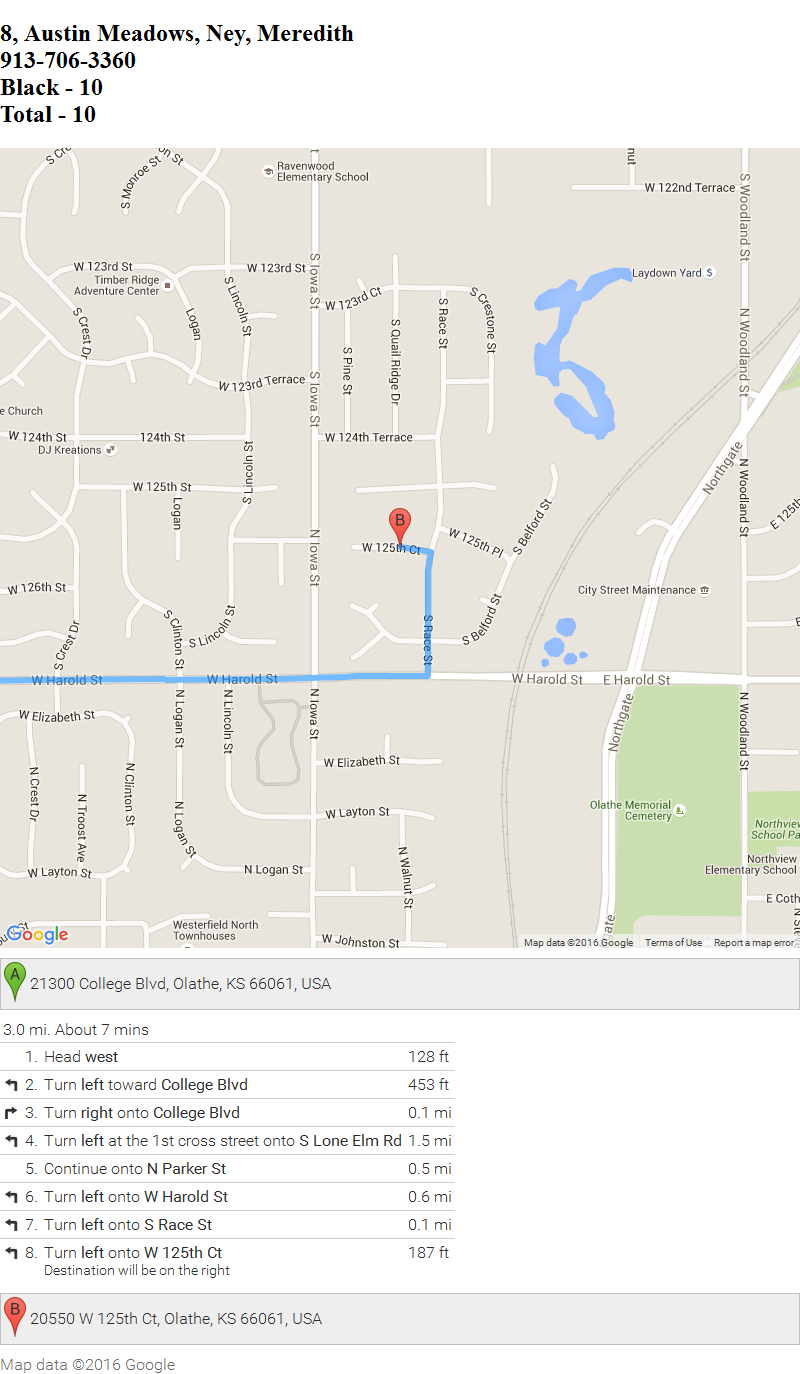 8, Austin Meadows, Ney, Meredith
913-706-3360
Black - 10
Total - 10
S Monroe St
Ravenwood
Elementary School
W 122nd Terrace
S Woodland St
W 123rd St
W 123rd St
S Iowa St
Laydown Yard
Timber Ridge
Adventure Center
S Lincoln St
W 123rd Ct
S Crestone St
S Crest Dr
Logan
S Quail Ridge Dr
S Race St
N Woodland St
S Pine St
W 123rd Terrace
S Iowa St
e Church
W 124th St
124th St
W 124th Terrace
DJ Kreations
S Lincoln St
Northgate
N Woodland St
W 125th St
Logan
S Belford St
E 125th
W 125th Pl
B
W 125th Ct
N Iowa St
W 126th St
City Street Maintenance
S Crest Dr
S Clinton St
S Lincoln St
S Race St
S Belford St
W Harold St
W Harold St
W Harold St
E Harold St
W Elizabeth St
N Logan St
N Lincoln St
N Iowa St
Northgate
N Woodland St
W Elizabeth St
N Crest Dr
N Troost Ave
N Clinton St
N Logan St
W Layton St
Olathe Memorial
Cemetery
Northview
School Pa
W Layton St
N Logan St
N Walnut St
Northview
Elementary School
E Coth
Westerfield North
Townhouses
W Johnston St
gate
N Ste
Google
Map data ©2016 Google Terms of Use Report a map error
A 21300 College Blvd, Olathe, KS 66061, USA
3.0 mi. About 7 mins
1. Head west 128 ft
2. Turn left toward College Blvd 453 ft
3. Turn right onto College Blvd 0.1 mi
4. Turn left at the 1st cross street onto S Lone Elm Rd 1.5 mi
5. Continue onto N Parker St 0.5 mi
6. Turn left onto W Harold St 0.6 mi
7. Turn left onto S Race St 0.1 mi
8. Turn left onto W 125th Ct 187 ft
Destination will be on the right
B 20550 W 125th Ct, Olathe, KS 66061, USA
Map data ©2016 Google